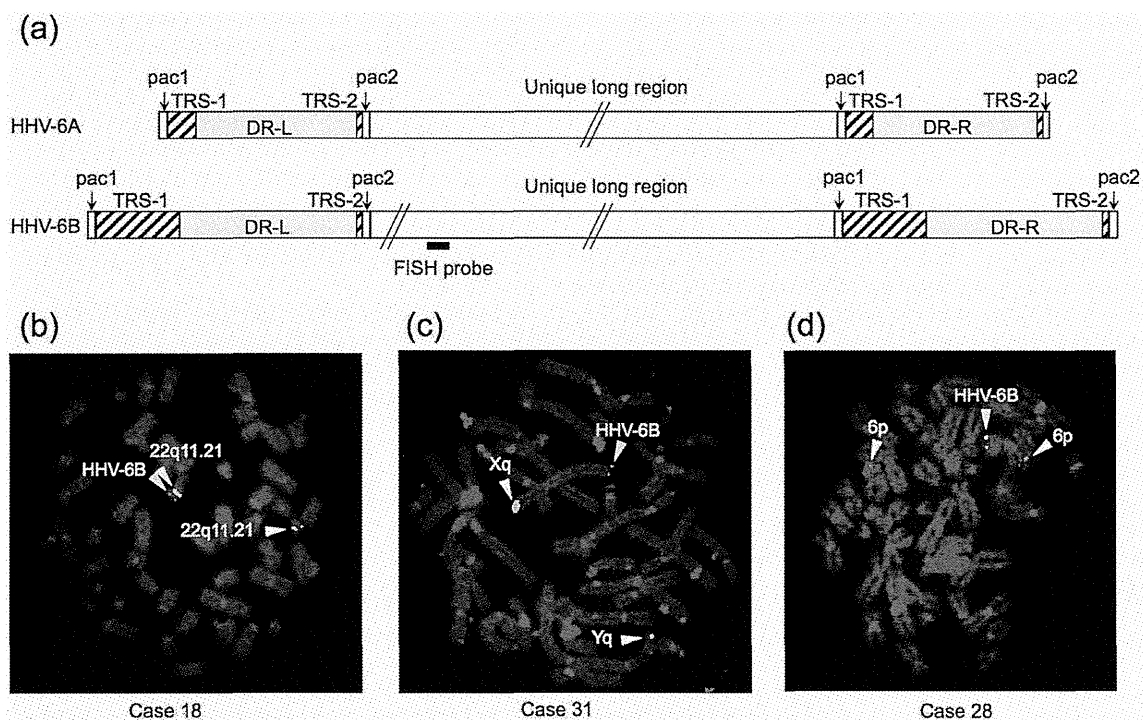 (a)
pac1
pac2
Unique long region
pac1
pac2
TRS-1
TRS-2
TRS-1
TRS-2
HHV-6A
DR-L
DR-R
pac1
pac2
Unique long region
pac1
pac2
TRS-1
TRS-2
TRS-1
TRS-2
HHV-6B
DR-L
DR-R
FISH probe
(b)
(c)
(d)
22q11.21
HHV-6B
22q11.21
Xq
HHV-6B
Yq
HHV-6B
6p
6p
Case 18
Case 31
Case 28